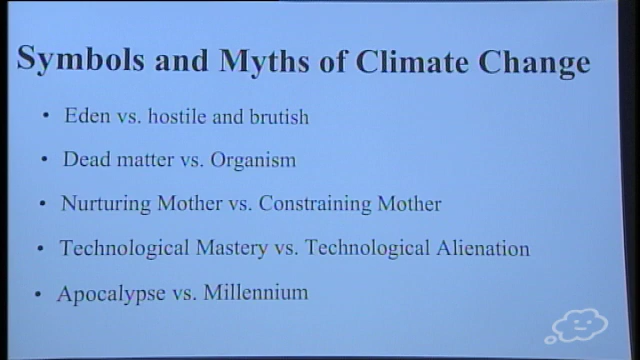 Symbols and Myths of Climate Change
• Eden vs. hostile and brutish
• Dead matter vs. Organism
• Nurturing Mother vs. Constraining Mother
• Technological Mastery vs. Technological Alienation
• Apocalypse vs. Millennium